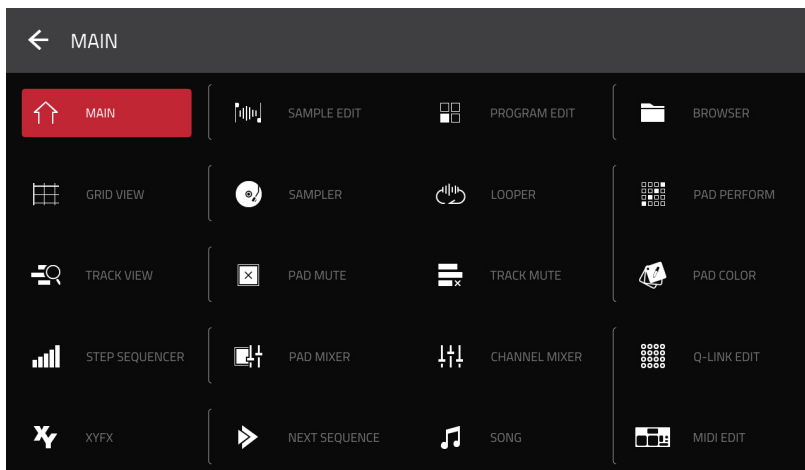 MAIN
MAIN
SAMPLE EDIT
PROGRAM EDIT
BROWSER
GRID VIEW
SAMPLER
LOOPER
PAD PERFORM
TRACK VIEW
PAD MUTE
TRACK MUTE
PAD COLOR
STEP SEQUENCER
PAD MIXER
CHANNEL MIXER
Q-LINK EDIT
XY
XYFX
NEXT SEQUENCE
SONG
MIDI EDIT